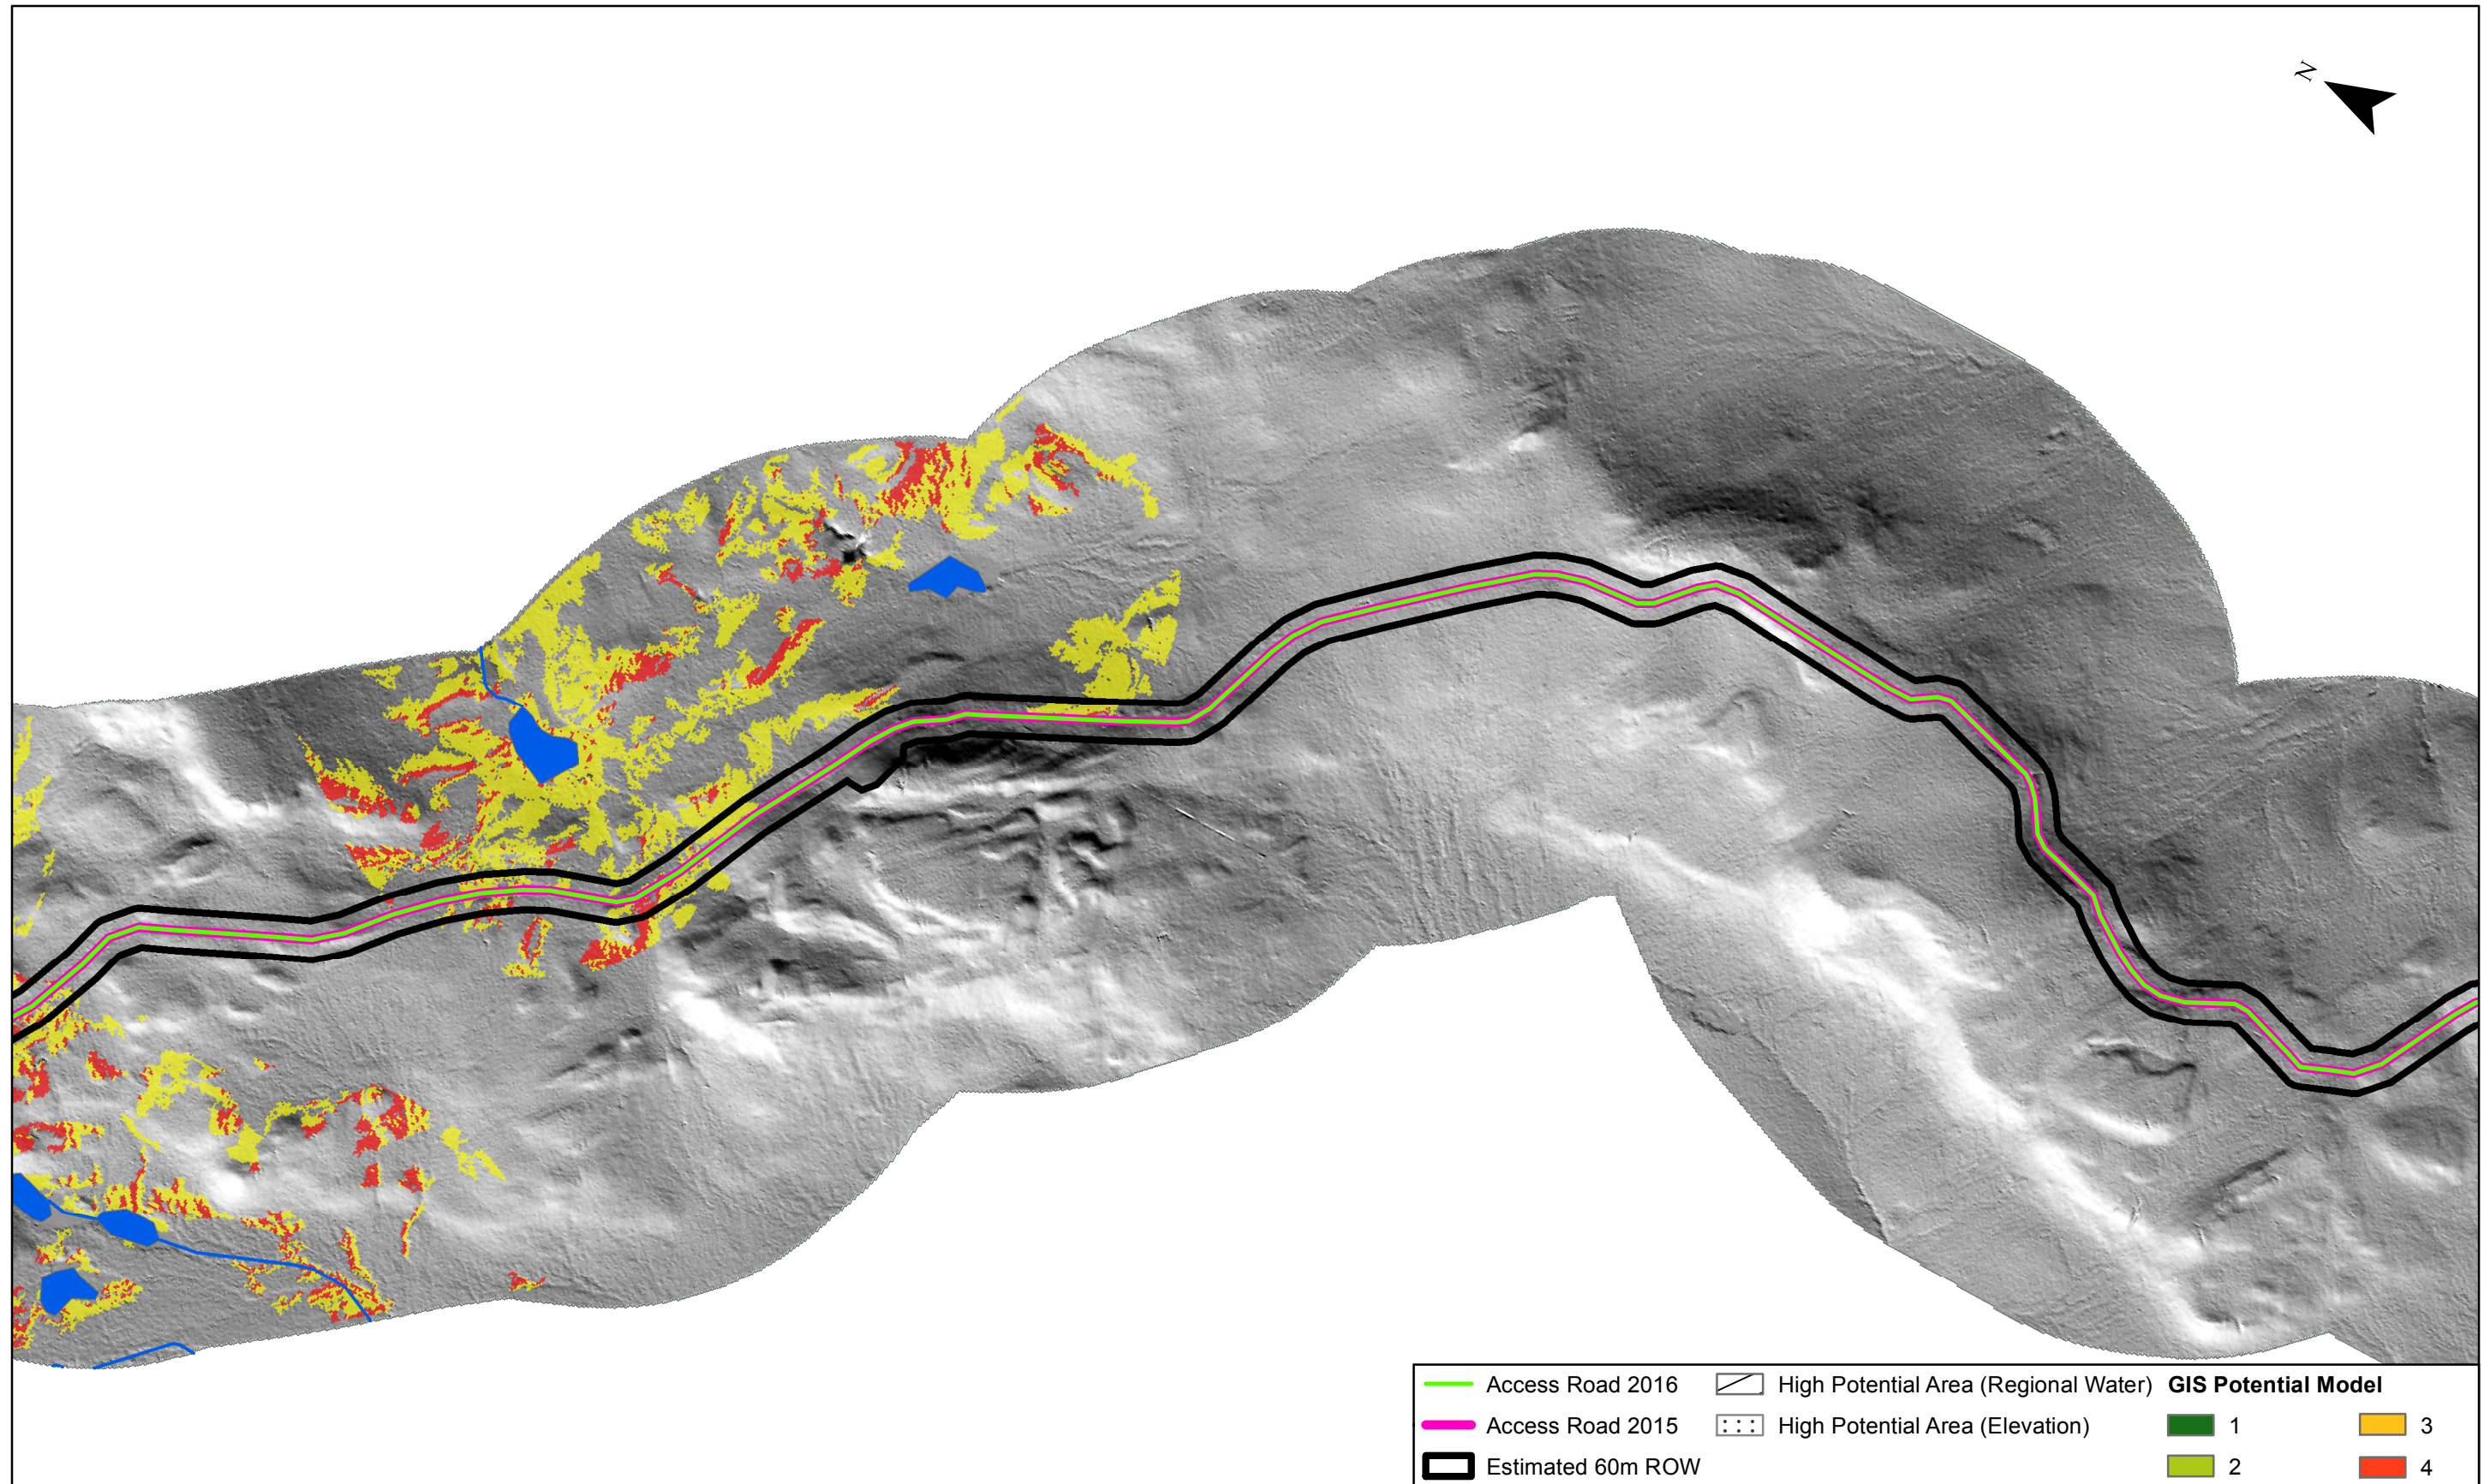 N
Access Road 2016
Access Road 2015
Estimated 60m ROW
High Potential Area (Regional Water)
High Potential Area (Elevation)
GIS Potential Model
1
2
3
4